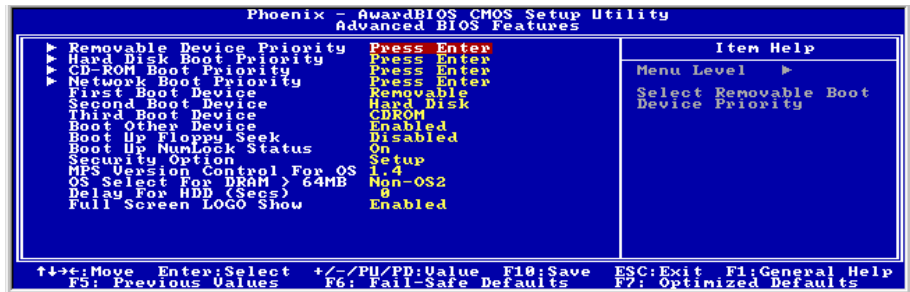 Phoenix - AwardBIOS CMOS Setup Utility
Advanced BIOS Features
▶ Removable Device Priority Press Enter
▶ Hard Disk Boot Priority Press Enter
▶ CD-ROM Boot Priority Press Enter
▶ Network Boot Priority Press Enter
First Boot Device Removable
Second Boot Device Hard Disk
Third Boot Device CDROM
Boot Other Device Enabled
Boot Up Floppy Seek Disabled
Boot Up NumLock Status On
Security Option Setup
MPS Version Control For OS 1.4
OS Select For DRAM > 64MB Non-OS2
Delay For HDD (Secs) 0
Full Screen LOGO Show Enabled
Item Help
Menu Level ▶
Select Removable Boot
Device Priority
↑↓→←:Move Enter:Select +/-/PU/PD:Value F10:Save ESC:Exit F1:General Help
F5: Previous Values F6: Fail-Safe Defaults F7: Optimized Defaults